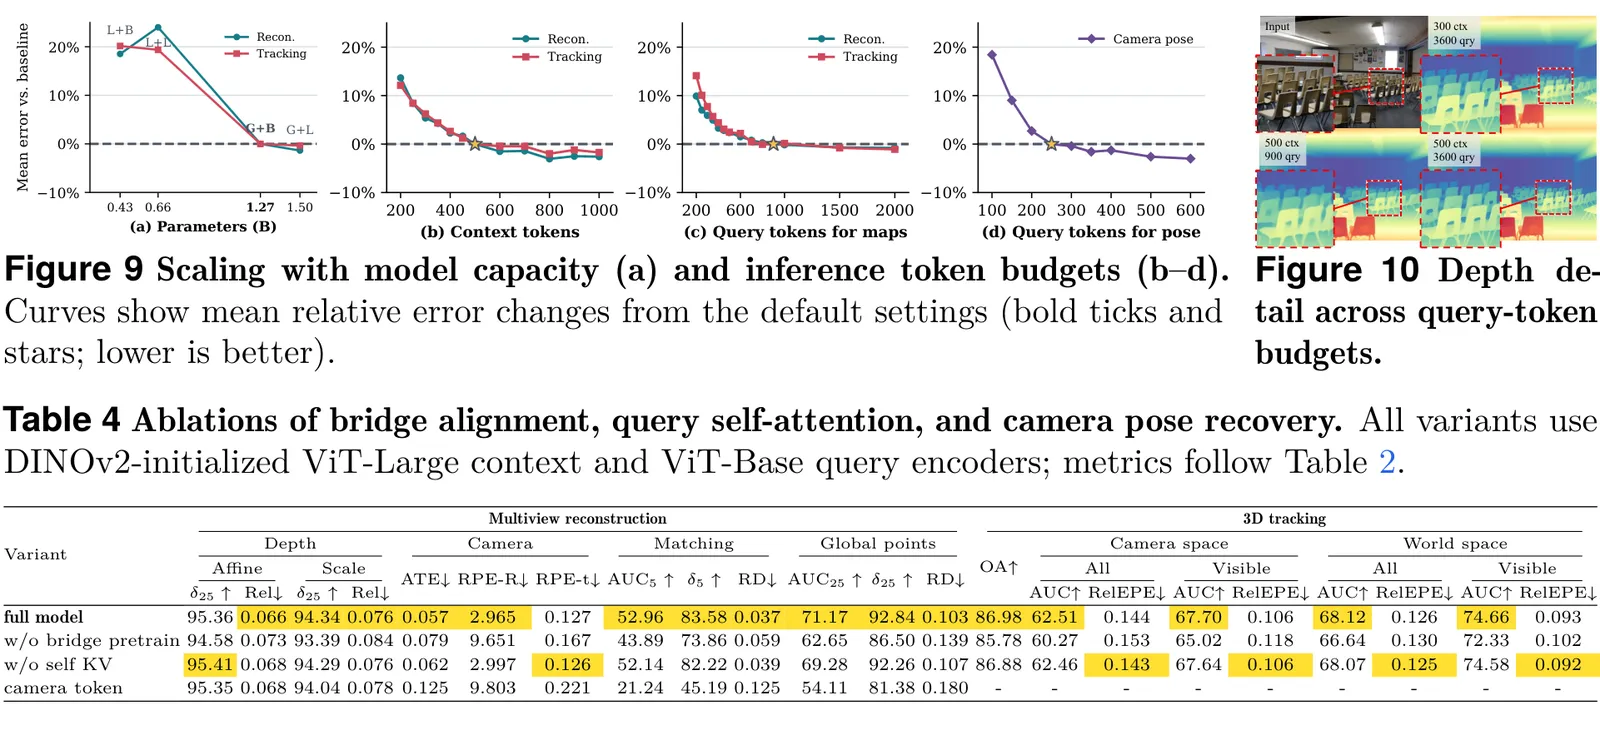 Mean error vs. baseline
20%
10%
0%
−10%
L+B
L+L
G+B
G+L
Recon.
Tracking
0.43 0.66 1.27 1.50
(a) Parameters (B)
20%
10%
0%
−10%
Recon.
Tracking
200 400 600 800 1000
(b) Context tokens
20%
10%
0%
−10%
Recon.
Tracking
200 600 1000 1500 2000
(c) Query tokens for maps
20%
10%
0%
−10%
Camera pose
100 200 300 400 500 600
(d) Query tokens for pose
Input
300 ctx
3600 qry
500 ctx
900 qry
500 ctx
3600 qry
Figure 9 Scaling with model capacity (a) and inference token budgets (b–d).
Curves show mean relative error changes from the default settings (bold ticks and
stars; lower is better).
Figure 10 Depth de-
tail across query-token
budgets.
Table 4 Ablations of bridge alignment, query self-attention, and camera pose recovery. All variants use
DINOv2-initialized ViT-Large context and ViT-Base query encoders; metrics follow Table 2.
Multiview reconstruction 3D tracking
Variant Depth Camera Matching Global points OA↑ Camera space World space
Affine Scale All Visible All Visible
ATE↓ RPE-R↓ RPE-t↓ AUC5 ↑ δ5 ↑ RD↓ AUC25 ↑ δ25 ↑ RD↓
δ25 ↑ Rel↓ δ25 ↑ Rel↓ AUC↑ RelEPE↓ AUC↑ RelEPE↓ AUC↑ RelEPE↓ AUC↑ RelEPE↓
full model 95.36 0.066 94.34 0.076 0.057 2.965 0.127 52.96 83.58 0.037 71.17 92.84 0.103 86.98 62.51 0.144 67.70 0.106 68.12 0.126 74.66 0.093
w/o bridge pretrain 94.58 0.073 93.39 0.084 0.079 9.651 0.167 43.89 73.86 0.059 62.65 86.50 0.139 85.78 60.27 0.153 65.02 0.118 66.64 0.130 72.33 0.102
w/o self KV 95.41 0.068 94.29 0.076 0.062 2.997 0.126 52.14 82.22 0.039 69.28 92.26 0.107 86.88 62.46 0.143 67.64 0.106 68.07 0.125 74.58 0.092
camera token 95.35 0.068 94.04 0.078 0.125 9.803 0.221 21.24 45.19 0.125 54.11 81.38 0.180 - - - - - - - - -